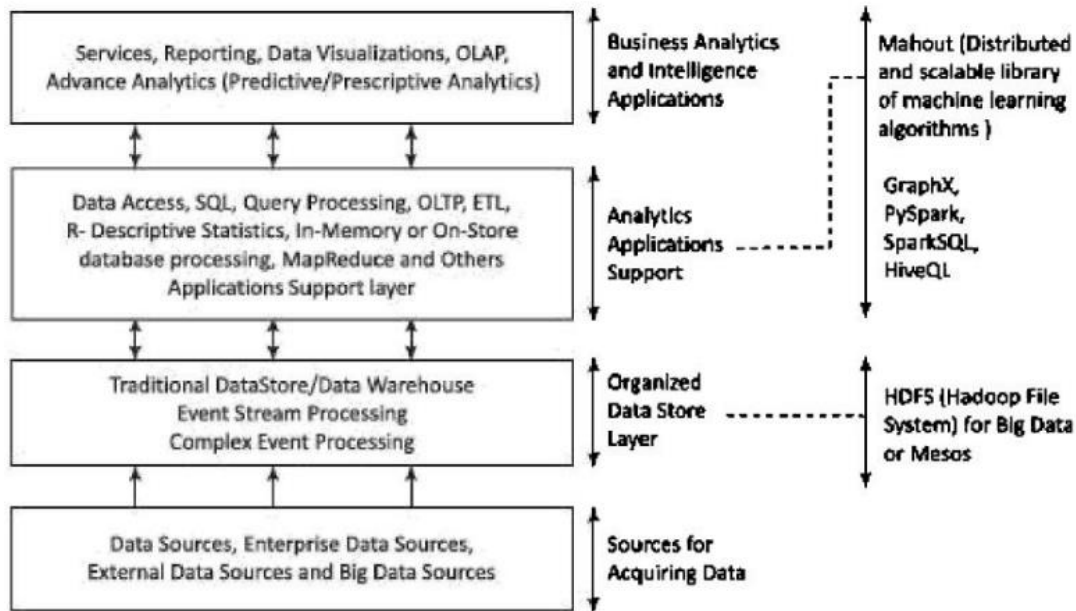 Services, Reporting, Data Visualizations, OLAP,
Advance Analytics (Predictive/Prescriptive Analytics)
Business Analytics
and Intelligence
Applications
Mahout (Distributed
and scalable library
of machine learning
algorithms )
GraphX,
PySpark,
SparkSQL,
HiveQL
Data Access, SQL, Query Processing, OLTP, ETL,
R- Descriptive Statistics, In-Memory or On-Store
database processing, MapReduce and Others
Applications Support layer
Analytics
Applications
Support
Traditional DataStore/Data Warehouse
Event Stream Processing
Complex Event Processing
Organized
Data Store
Layer
HDFS (Hadoop File
System) for Big Data
or Mesos
Data Sources, Enterprise Data Sources,
External Data Sources and Big Data Sources
Sources for
Acquiring Data